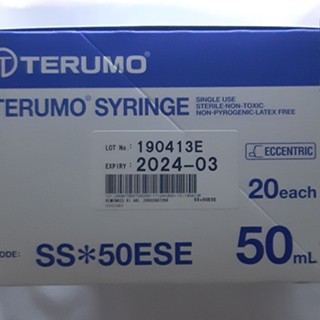 TERUMO®
TERUMO® SYRINGE
SINGLE USE
STERILE-NON-TOXIC
NON-PYROGENIC-LATEX FREE
LOT No.: 190413E
EXPIRY: 2024-03
ECCENTRIC
20each
CODE: SS*50ESE
50mL